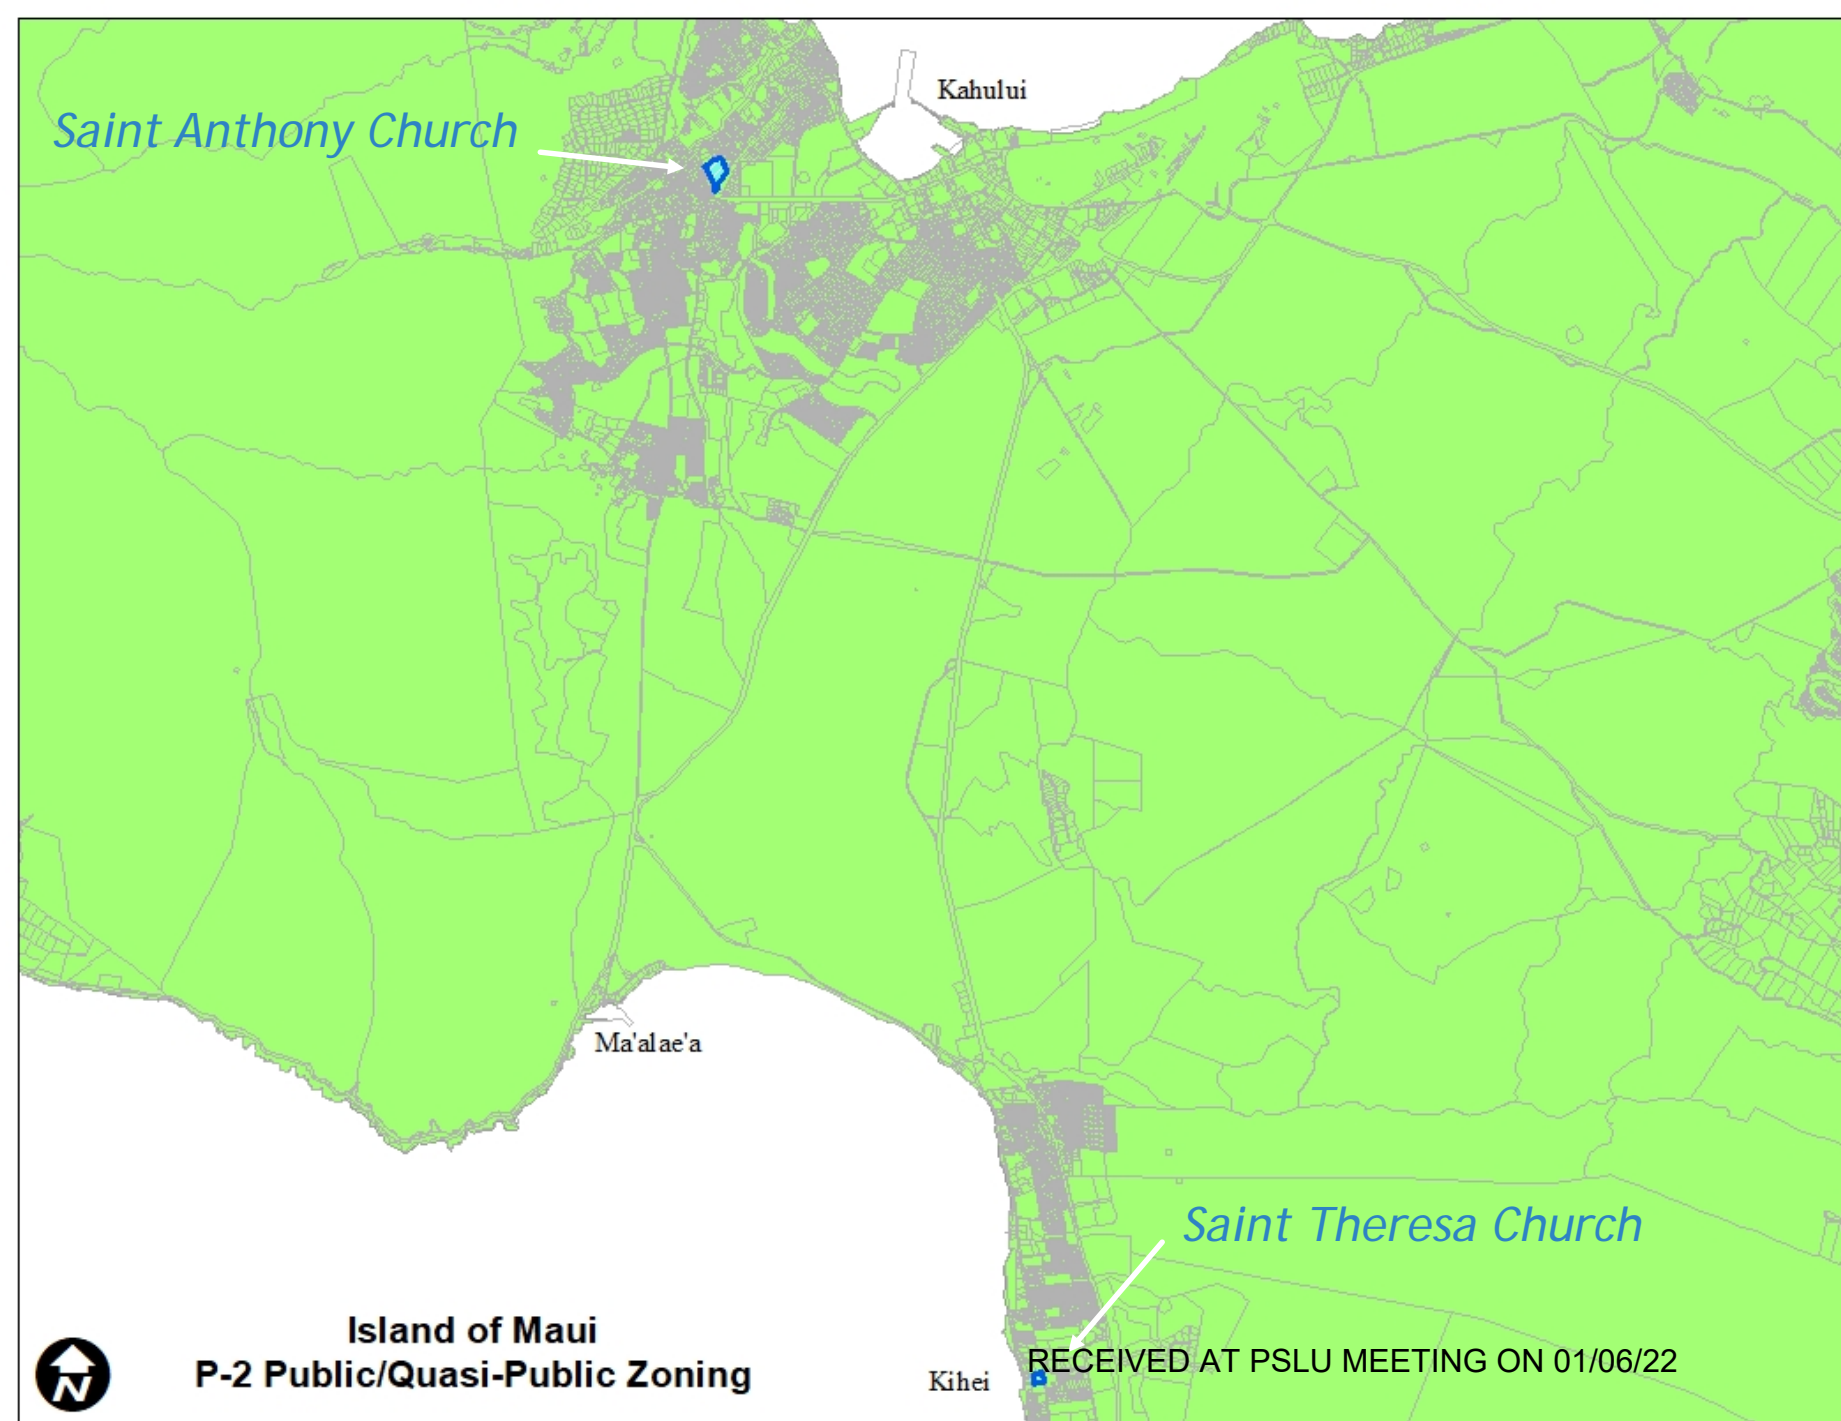 Kahului
Saint Anthony Church
Ma'alae'a
Saint Theresa Church
Island of Maui
P-2 Public/Quasi-Public Zoning
N
Kihei
RECEIVED AT PSLU MEETING ON 01/06/22